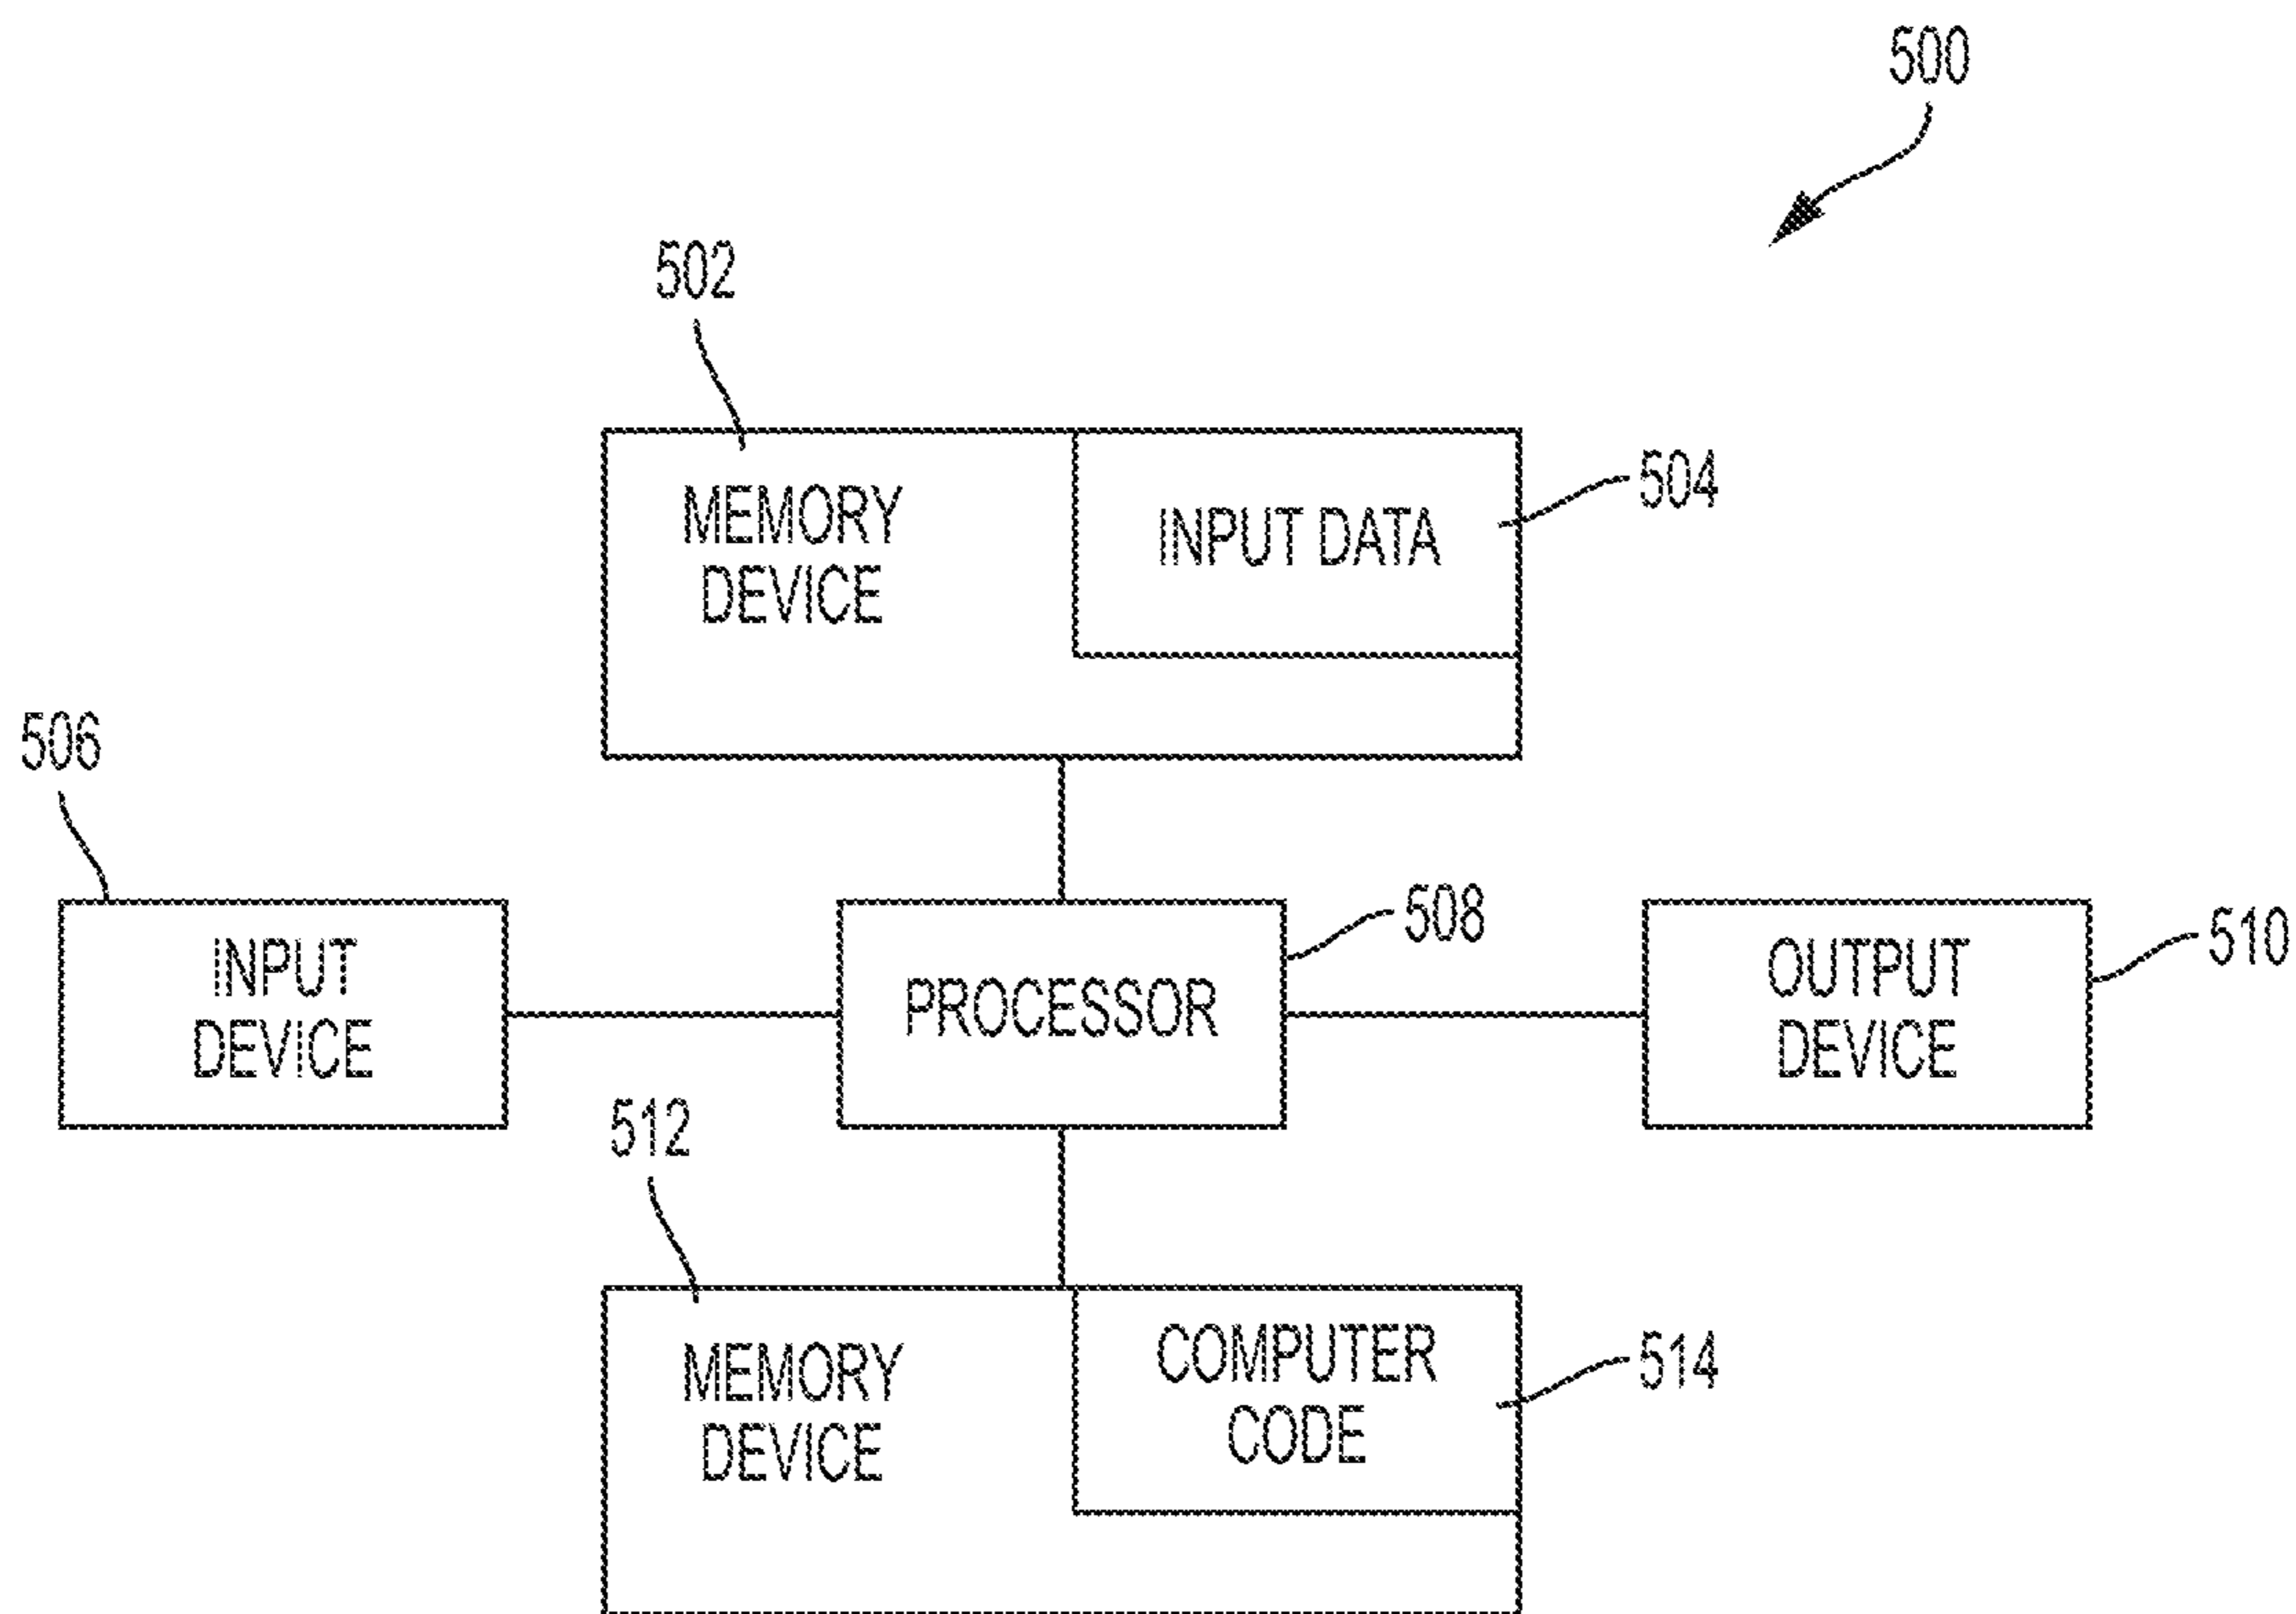 500
502
MEMORY
DEVICE
INPUT DATA
504
506
INPUT
DEVICE
PROCESSOR
508
OUTPUT
DEVICE
510
512
MEMORY
DEVICE
COMPUTER
CODE
514